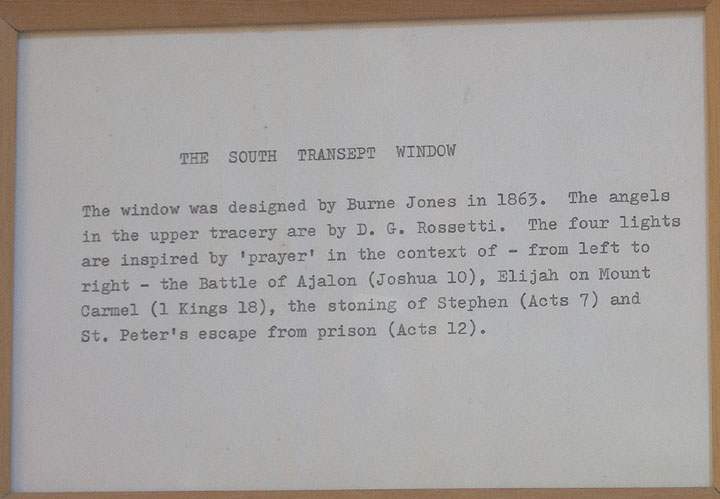 THE SOUTH TRANSEPT WINDOW
The window was designed by Burne Jones in 1863. The angels
in the upper tracery are by D. G. Rossetti. The four lights
are inspired by 'prayer' in the context of - from left to
right - the Battle of Ajalon (Joshua 10), Elijah on Mount
Carmel (1 Kings 18), the stoning of Stephen (Acts 7) and
St. Peter's escape from prison (Acts 12).